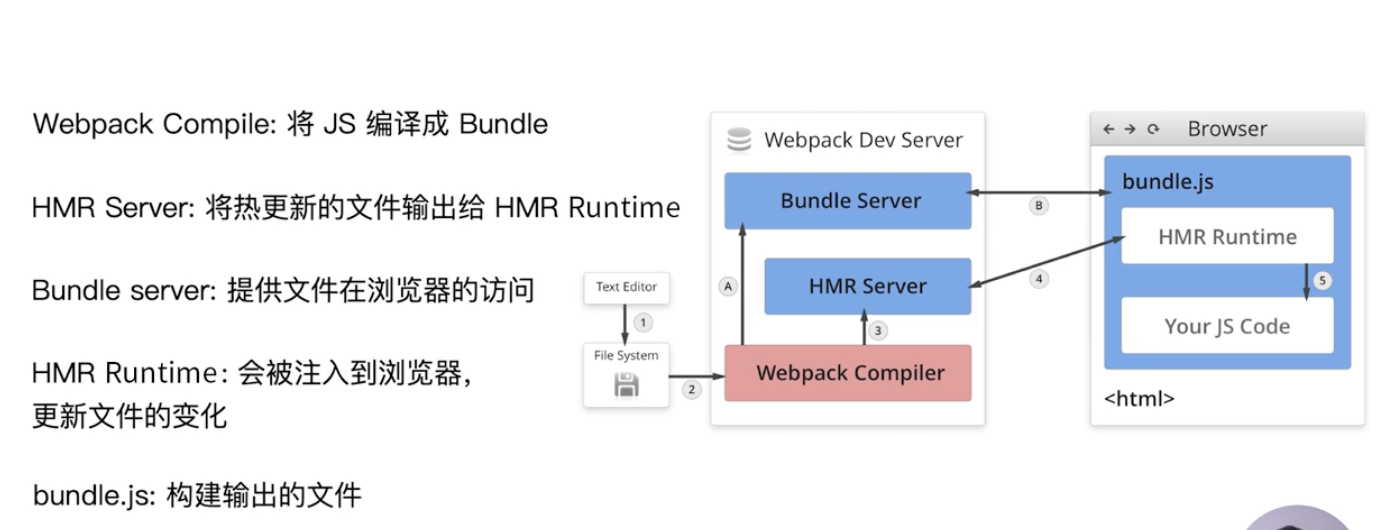 Webpack Compile: 将 JS 编译成 Bundle
HMR Server: 将热更新的文件输出给 HMR Runtime
Bundle server: 提供文件在浏览器的访问
HMR Runtime: 会被注入到浏览器，
更新文件的变化
bundle.js: 构建输出的文件
Text Editor
1
File System
2
Webpack Dev Server
Bundle Server
A
HMR Server
3
Webpack Compiler
B
4
Browser
bundle.js
HMR Runtime
5
Your JS Code
<html>